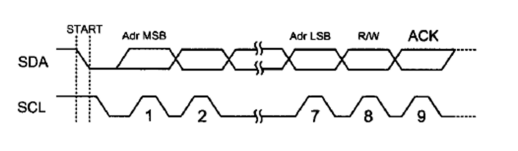 START
Adr MSB Adr LSB R/W ACK
SDA
SCL
1 2 7 8 9